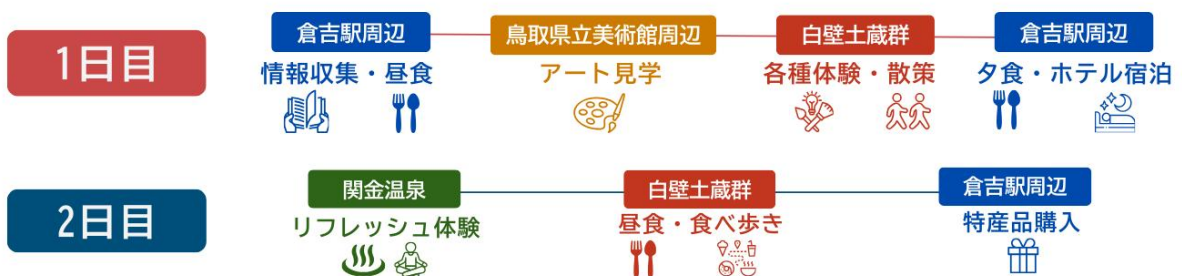 1日目
倉吉駅周辺
情報収集・昼食
鳥取県立美術館周辺
アート見学
白壁土蔵群
各種体験・散策
倉吉駅周辺
夕食・ホテル宿泊
2日目
関金温泉
リフレッシュ体験
白壁土蔵群
昼食・食べ歩き
倉吉駅周辺
特産品購入